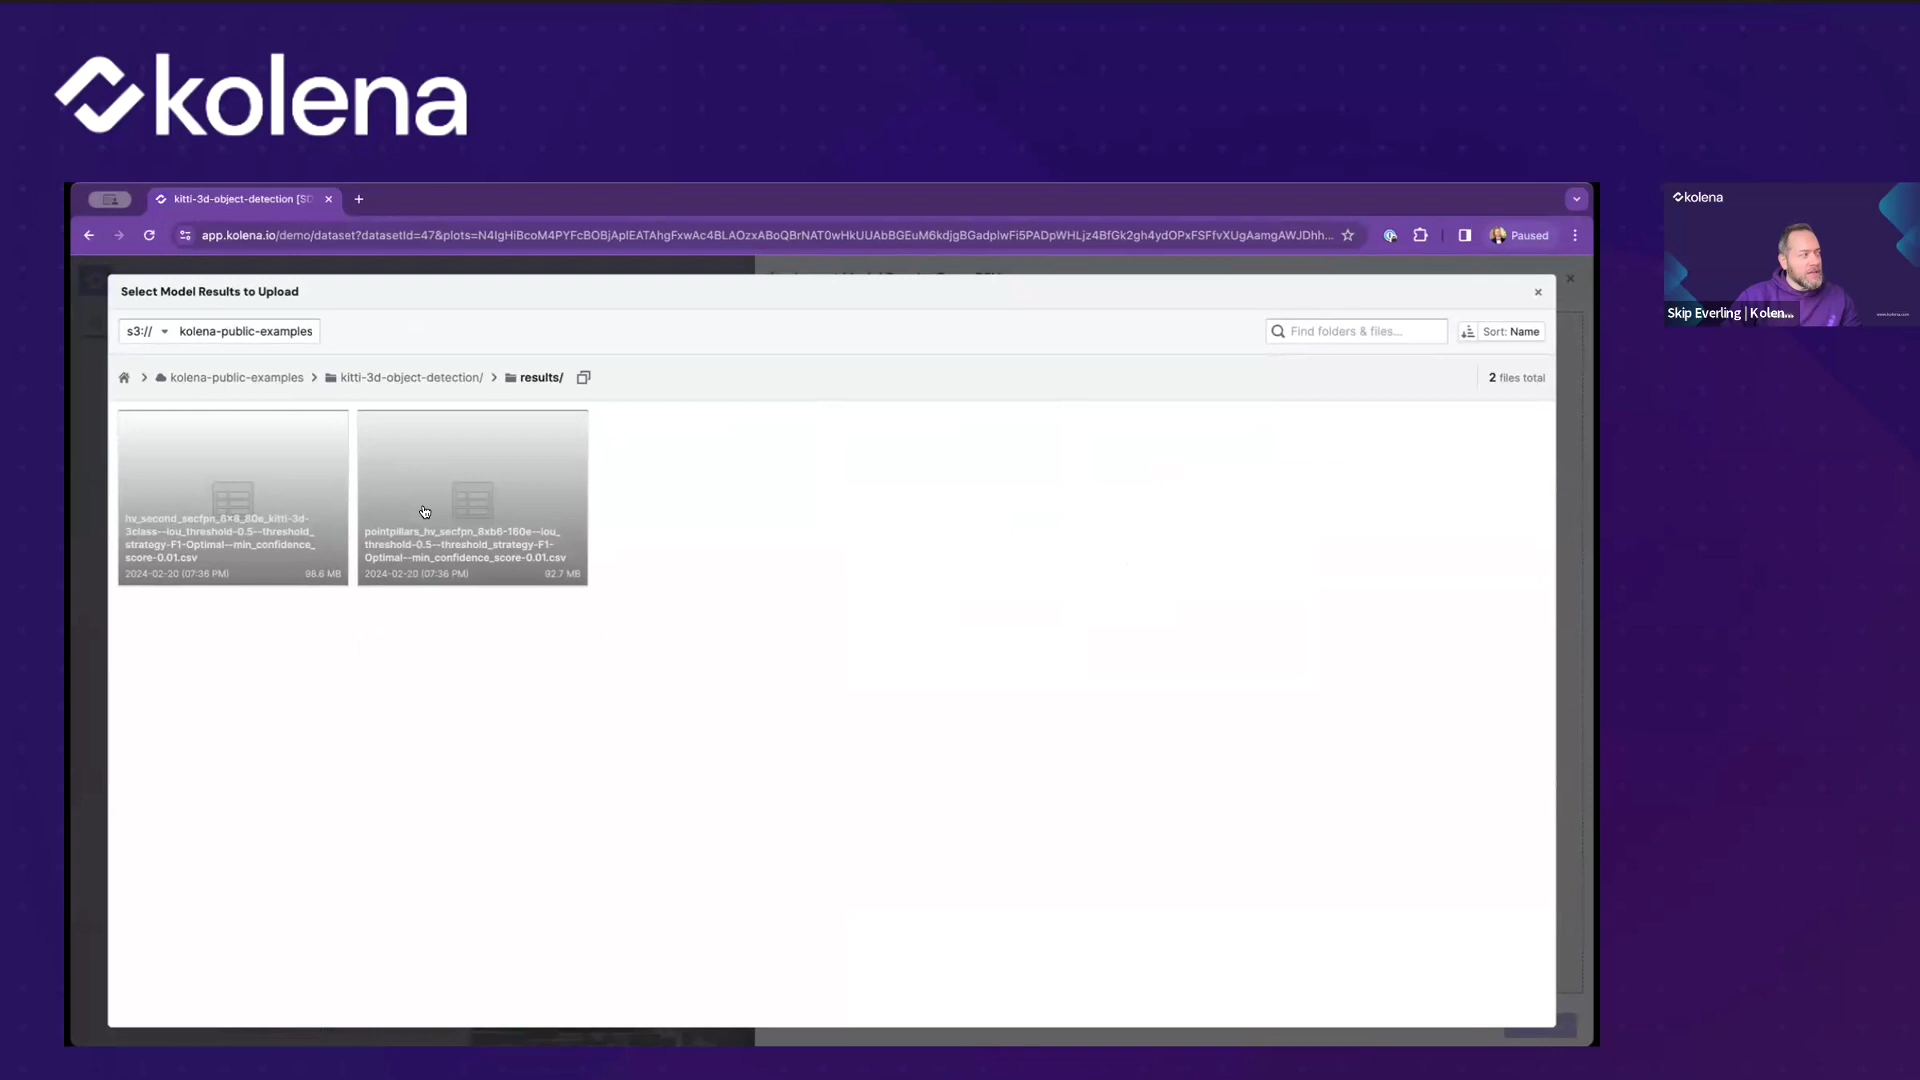 kolena
kitti-3d-object-detection [SD
app.kolena.io/demo/dataset?datasetId=47&plots=N4IgHiBcoM4PYFcBOBjAplEATAhgFxwAc4BLAOzxABoQBrNAT0wHkUUAbBGEuM6kdjgBGadplwFi5PADpWHLjz4BfGk2gh4ydOPxFSFfvXUgAamgAWJDhh...
Paused
Select Model Results to Upload
s3://
kolena-public-examples
Find folders & files...
Sort: Name
kolena-public-examples
kitti-3d-object-detection/
results/
2 files total
hv_second_secfpn_6x8_80e_kitti-3d-
3class--iou_threshold-0.5--threshold_
strategy-F1-Optimal--min_confidence_
score-0.01.csv
2024-02-20 (07:36 PM)
98.6 MB
pointpillars_hv_secfpn_8xb6-160e--iou_
threshold-0.5--threshold_strategy-F1-
Optimal--min_confidence_score-0.01.csv
2024-02-20 (07:36 PM)
92.7 MB
kolena
Skip Everling | Kolen...